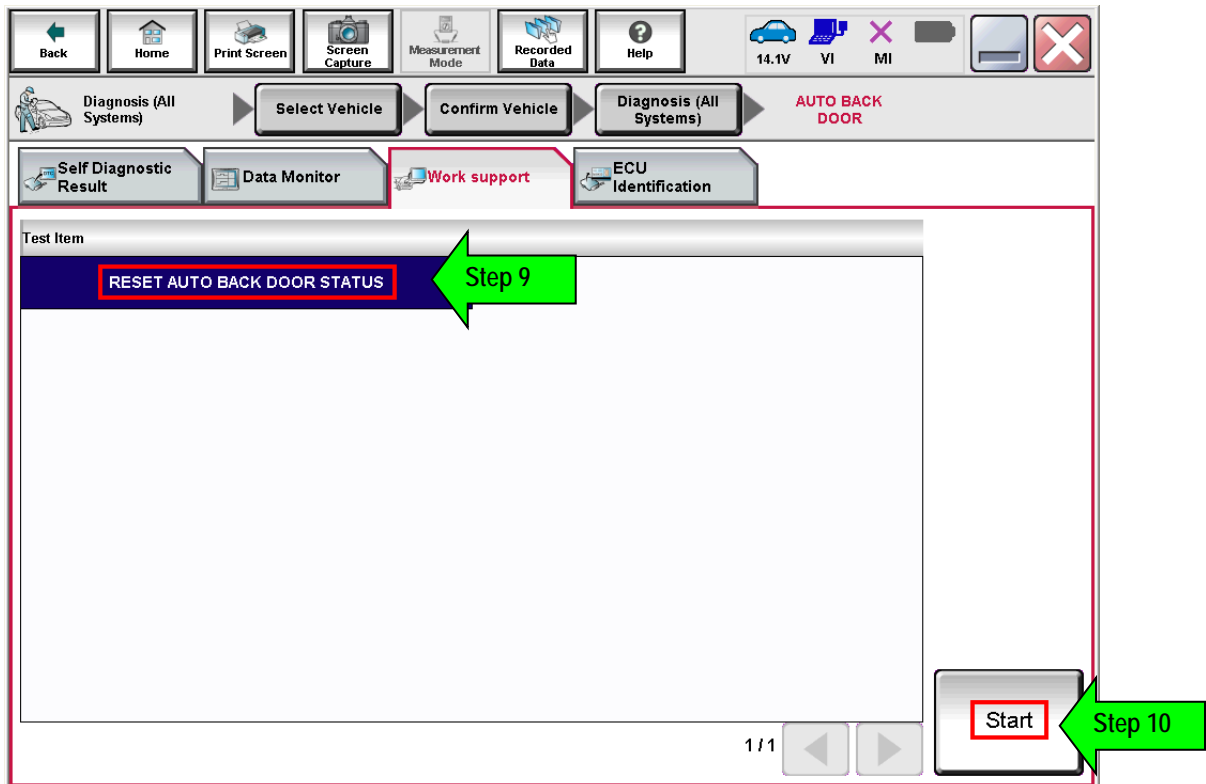 Back
Home
Print Screen
Screen
Capture
Measurement
Mode
Recorded
Data
Help
14.1V
VI
MI
Diagnosis (All
Systems)
Select Vehicle
Confirm Vehicle
Diagnosis (All
Systems)
AUTO BACK
DOOR
Self Diagnostic
Result
Data Monitor
Work support
ECU
Identification
Test Item
RESET AUTO BACK DOOR STATUS
Step 9
Start
Step 10
1/1